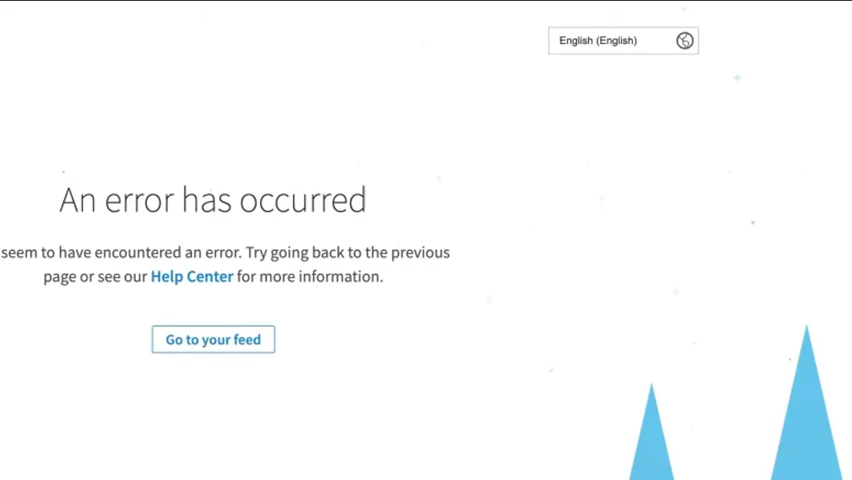 English (English)
An error has occurred
seem to have encountered an error. Try going back to the previous
page or see our Help Center for more information.
Go to your feed